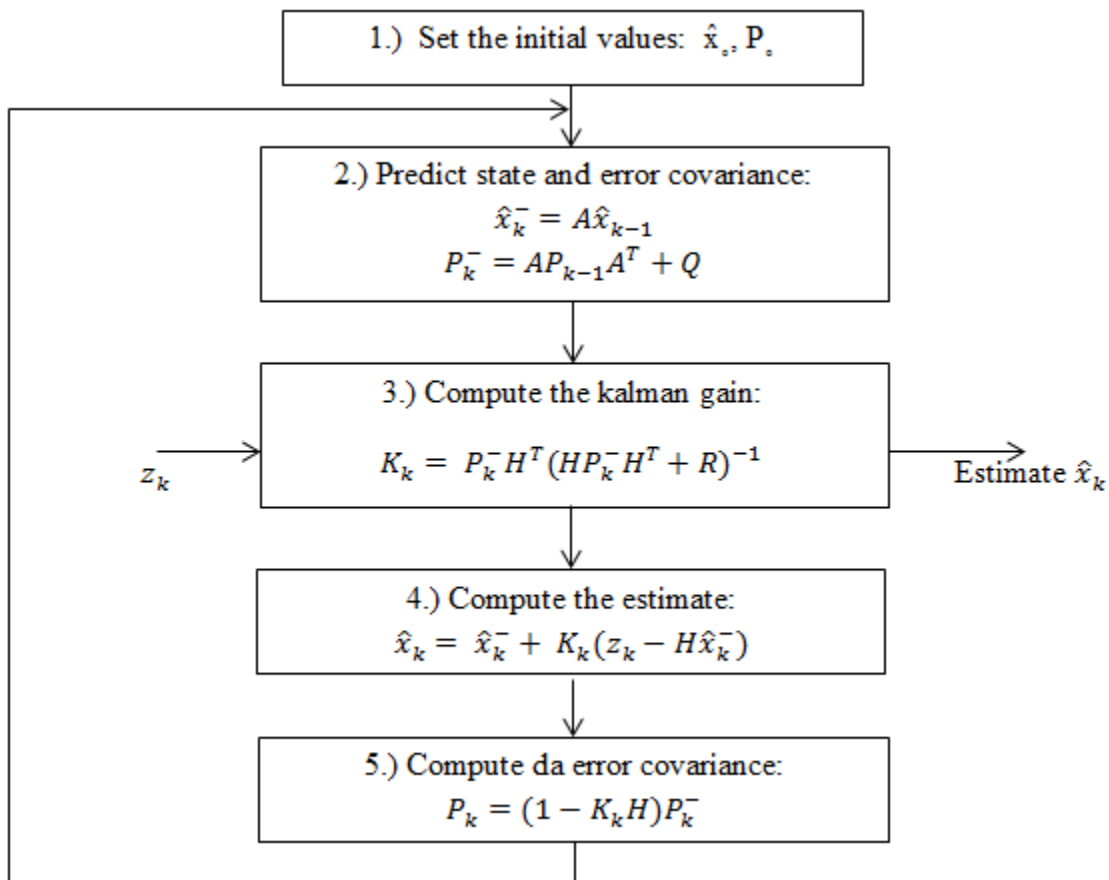 1.) Set the initial values: x̂ₒ, Pₒ
2.) Predict state and error covariance:
x̂ₖ⁻ = Ax̂ₖ₋₁
Pₖ⁻ = APₖ₋₁Aᵀ + Q
3.) Compute the kalman gain:
Kₖ = Pₖ⁻Hᵀ(HPₖ⁻Hᵀ + R)⁻¹
zₖ
Estimate x̂ₖ
4.) Compute the estimate:
x̂ₖ = x̂ₖ⁻ + Kₖ(zₖ − Hx̂ₖ⁻)
5.) Compute da error covariance:
Pₖ = (1 − KₖH)Pₖ⁻